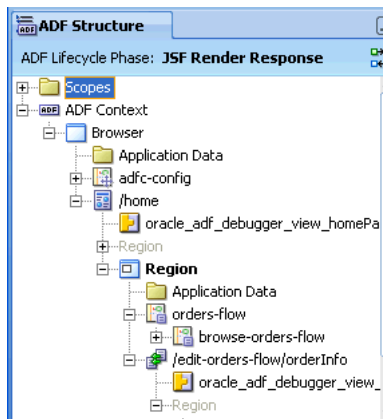 ADF Structure
ADF Lifecycle Phase: JSF Render Response
Scopes
ADF Context
Browser
Application Data
adfc-config
/home
oracle_adf_debugger_view_homePa
Region
Region
Application Data
orders-flow
browse-orders-flow
/edit-orders-flow/orderInfo
oracle_adf_debugger_view_
Region